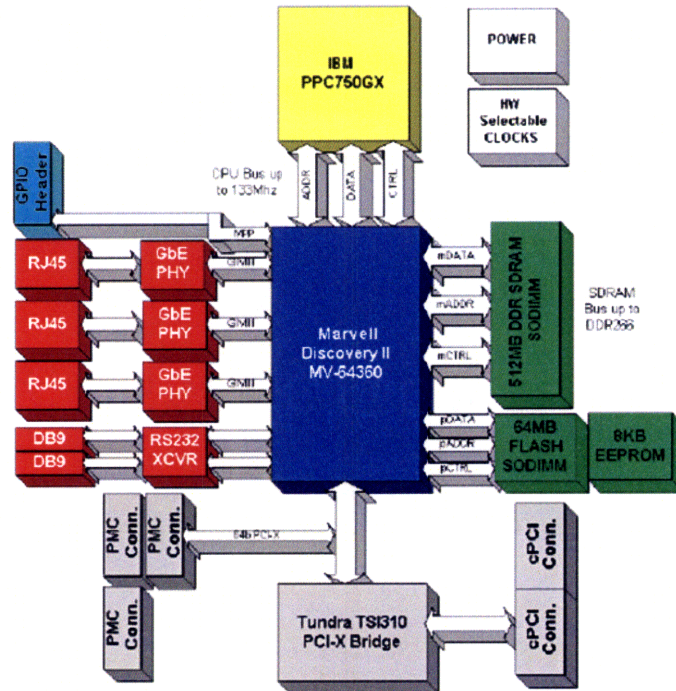 IBM
PPC750GX
POWER
HW
Selectable
CLOCKS
GPIO
Header
CPU Bus up
to 133Mhz
ADDR
DATA
CTRL
MPP
RJ45
GbE
PHY
GMII
RJ45
GbE
PHY
GMII
RJ45
GbE
PHY
GMII
DB9
DB9
RS232
XCVR
Marvell
Discovery II
MV-64360
mDATA
mADDR
mCTRL
512MB DDR SDRAM
SODIMM
SDRAM
Bus up to
DDR266
pDATA
pADDR
pCTRL
64MB
FLASH
SODIMM
8KB
EEPROM
PMC
Conn.
PMC
Conn.
64b PCI-X
PMC
Conn.
Tundra TSI310
PCI-X Bridge
cPCI
Conn.
cPCI
Conn.